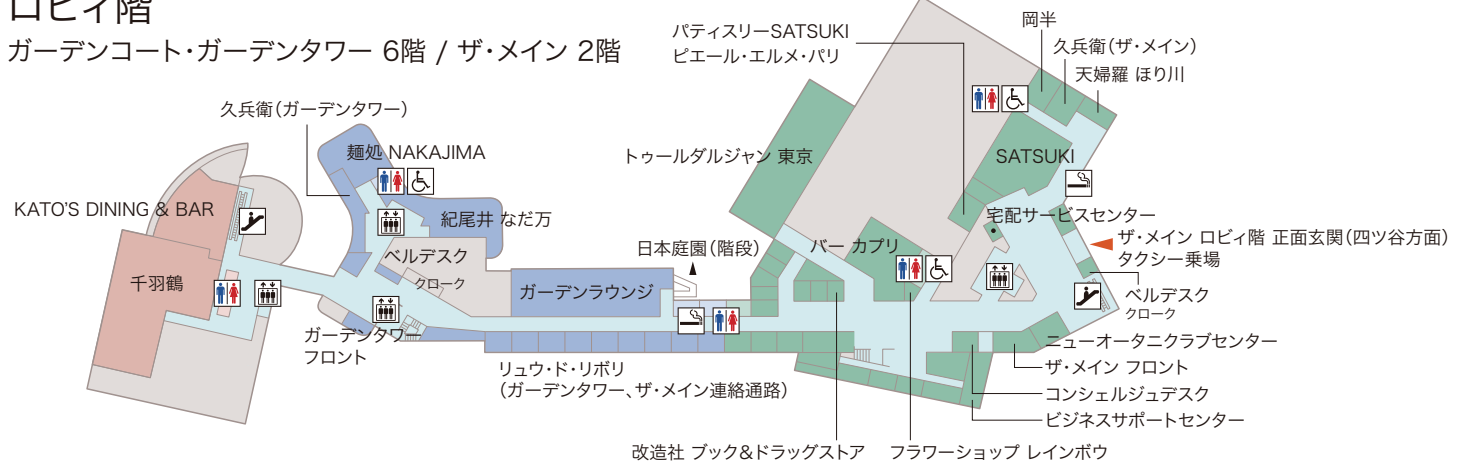 ロビィ階
ガーデンコート・ガーデンタワー 6階 / ザ・メイン 2階
パティスリーSATSUKI
ピエール・エルメ・パリ
岡半
久兵衛(ザ・メイン)
天婦羅 ほり川
久兵衛(ガーデンタワー)
麺処 NAKAJIMA
トゥールダルジャン 東京
SATSUKI
KATO'S DINING & BAR
紀尾井 なだ万
宅配サービスセンター
ベルデスク
クローク
日本庭園(階段)
バー カプリ
ザ・メイン ロビィ階 正面玄関(四ツ谷方面)
タクシー乗場
千羽鶴
ガーデンラウンジ
ベルデスク
クローク
ガーデンタワー
フロント
ニューオータニクラブセンター
リュウ・ド・リボリ
(ガーデンタワー、ザ・メイン連絡通路)
ザ・メイン フロント
コンシェルジュデスク
ビジネスサポートセンター
改造社 ブック&ドラッグストア
フラワーショップ レインボウ